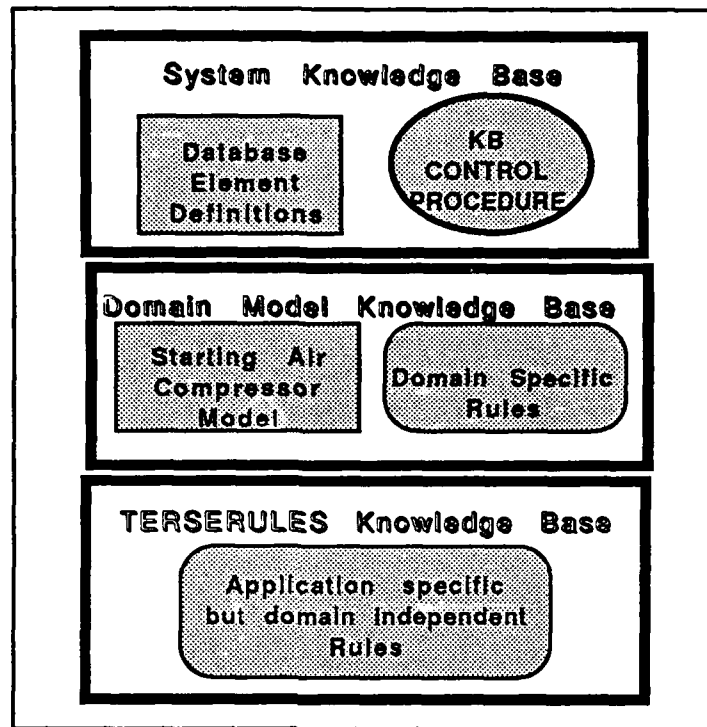 System Knowledge Base
Database
Element
Definitions
KB
CONTROL
PROCEDURE
Domain Model Knowledge Base
Starting Air
Compressor
Model
Domain Specific
Rules
TERSERULES Knowledge Base
Application specific
but domain independent
Rules